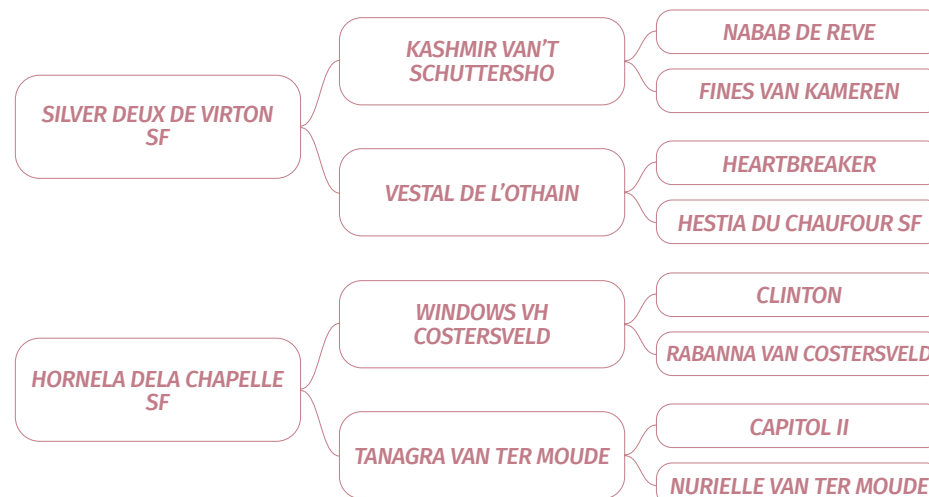 NABAB DE REVE
KASHMIR VAN'T
SCHUTTERSHO
FINES VAN KAMEREN
SILVER DEUX DE VIRTON
SF
HEARTBREAKER
VESTAL DE L'OTHAIN
HESTIA DU CHAUFOUR SF
CLINTON
WINDOWS VH
COSTERSVELD
RABANNA VAN COSTERSVELD
HORNELA DELA CHAPELLE
SF
CAPITOL II
TANAGRA VAN TER MOUDE
NURIELLE VAN TER MOUDE